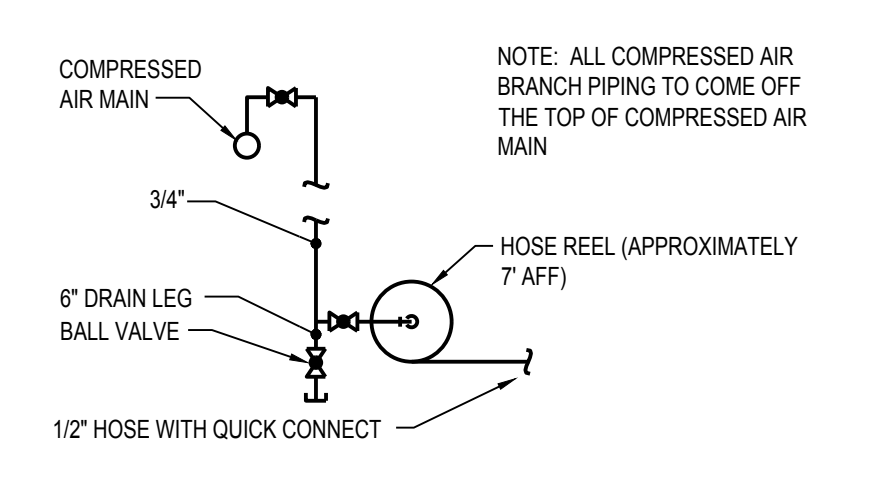 COMPRESSED
AIR MAIN
NOTE: ALL COMPRESSED AIR
BRANCH PIPING TO COME OFF
THE TOP OF COMPRESSED AIR
MAIN
3/4"
HOSE REEL (APPROXIMATELY
7' AFF)
6" DRAIN LEG
BALL VALVE
1/2" HOSE WITH QUICK CONNECT